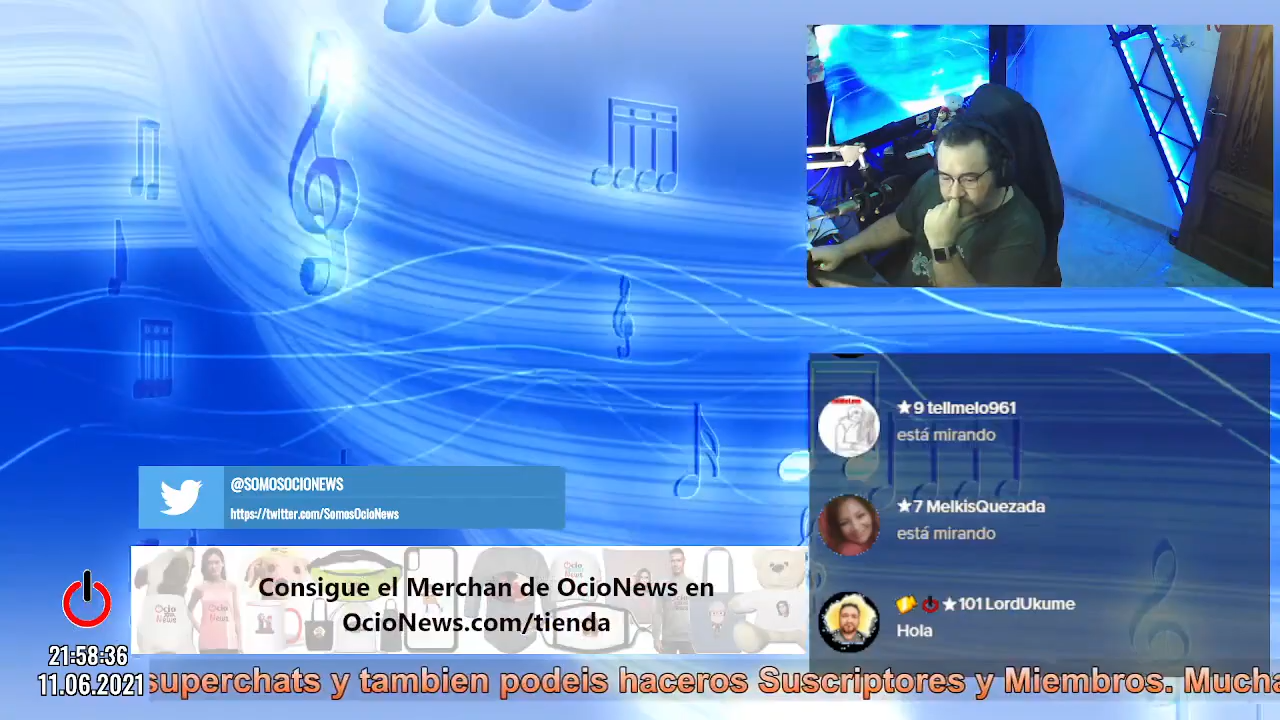 ★9 tellmelo961
está mirando
★7 MelkisQuezada
está mirando
★101 LordUkume
Hola
@SOMOSOCIONEWS
https://twitter.com/SomosOcioNews
Consigue el Merchan de OcioNews en
OcioNews.com/tienda
21:58:36
11.06.2021
superchats y tambien podeis haceros Suscriptores y Miembros. Mucha